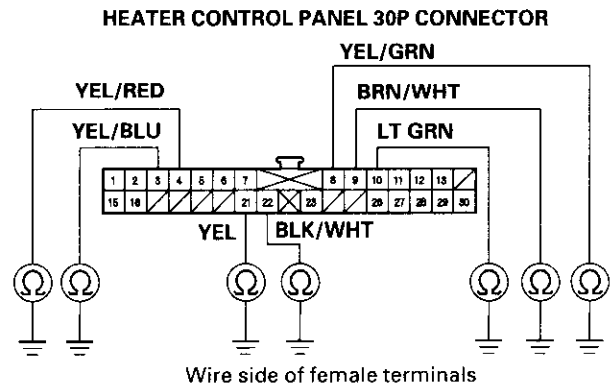 HEATER CONTROL PANEL 30P CONNECTOR
YEL/GRN
YEL/RED
BRN/WHT
YEL/BLU
LT GRN
1 2 3 4 5 6 7 8 9 10 11 12 13
15 16 21 22 23 26 27 28 29 30
YEL
BLK/WHT
Ω Ω Ω Ω Ω Ω Ω
Wire side of female terminals